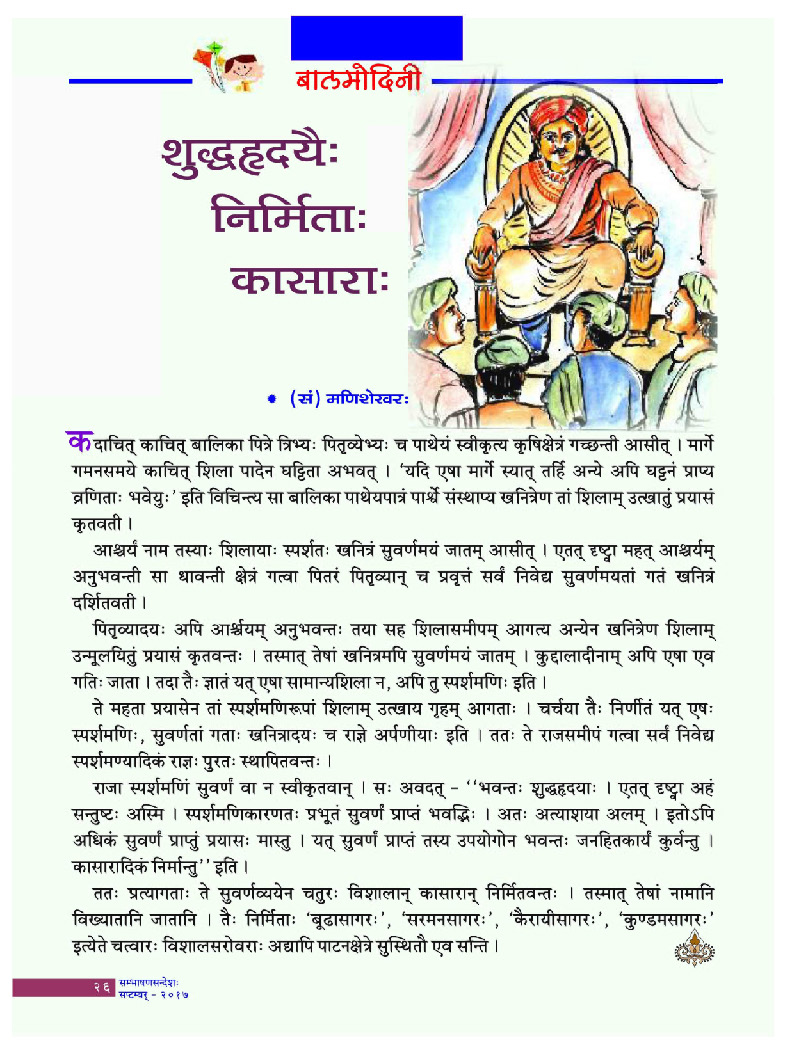 बालमोदिनी
शुद्धहृदयैः
निर्मिताः
कासाराः
• (सं) मणिशेखरः
कदाचित् काचित् बालिका पित्रे त्रिभ्यः पितृव्येभ्यः च पाथेयं स्वीकृत्य कृषिक्षेत्रं गच्छन्ती आसीत् । मार्गे
गमनसमये काचित् शिला पादेन घट्टिता अभवत् । ‘यदि एषा मार्गे स्यात् तर्हि अन्ये अपि घट्टनं प्राप्य
व्रणिताः भवेयुः’ इति विचिन्त्य सा बालिका पाथेयपात्रं पार्श्वे संस्थाप्य खनित्रेण तां शिलाम् उत्खातुं प्रयासं
कृतवती ।
आश्चर्यं नाम तस्याः शिलायाः स्पर्शतः खनित्रं सुवर्णमयं जातम् आसीत् । एतत् दृष्ट्वा महत् आश्चर्यम्
अनुभवन्ती सा धावन्ती क्षेत्रं गत्वा पितरं पितृव्यान् च प्रवृत्तं सर्वं निवेद्य सुवर्णमयतां गतं खनित्रं
दर्शितवती ।
पितृव्यादयः अपि आर्श्चयम् अनुभवन्तः तया सह शिलासमीपम् आगत्य अन्येन खनित्रेण शिलाम्
उन्मूलयितुं प्रयासं कृतवन्तः । तस्मात् तेषां खनित्रमपि सुवर्णमयं जातम् । कुद्दालादीनाम् अपि एषा एव
गतिः जाता । तदा तैः ज्ञातं यत् एषा सामान्यशिला न, अपि तु स्पर्शमणिः इति ।
ते महता प्रयासेन तां स्पर्शमणिरूपां शिलाम् उत्खाय गृहम् आगताः । चर्चया तैः निर्णीतं यत् एषः
स्पर्शमणिः, सुवर्णतां गताः खनित्रादयः च राज्ञे अर्पणीयाः इति । ततः ते राजसमीपं गत्वा सर्वं निवेद्य
स्पर्शमण्यादिकं राज्ञः पुरतः स्थापितवन्तः ।
राजा स्पर्शमणिं सुवर्णं वा न स्वीकृतवान् । सः अवदत् - ‘‘भवन्तः शुद्धहृदयाः । एतत् दृष्ट्वा अहं
सन्तुष्टः अस्मि । स्पर्शमणिकारणतः प्रभूतं सुवर्णं प्राप्तं भवद्भिः । अतः अत्याशया अलम् । इतोऽपि
अधिकं सुवर्णं प्राप्तुं प्रयासः मास्तु । यत् सुवर्णं प्राप्तं तस्य उपयोगोन भवन्तः जनहितकार्यं कुर्वन्तु ।
कासारादिकं निर्मान्तु’’ इति ।
ततः प्रत्यागताः ते सुवर्णव्ययेन चतुरः विशालान् कासारान् निर्मितवन्तः । तस्मात् तेषां नामानि
विख्यातानि जातानि । तैः निर्मिताः ‘बूढासागरः’, ‘सरमनसागरः’, ‘कैरायीसागरः’, ‘कुण्डमसागरः’
इत्येते चत्वारः विशालसरोवराः अद्यापि पाटनक्षेत्रे सुस्थितौ एव सन्ति ।
२६ सम्भाषणसन्देशः
सप्टम्बर् - २०१७